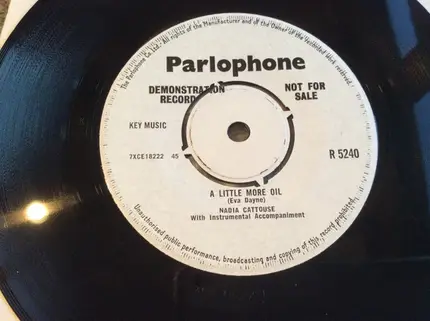 The Parlophone Co. Ltd. All rights of the Manufacturer and of the Owner of the recorded work reserved.
Parlophone
DEMONSTRATION RECORD
NOT FOR SALE
KEY MUSIC
7XCE18222 45
R 5240
A LITTLE MORE OIL
(Eva Dayne)
NADIA CATTOUSE
With Instrumental Accompaniment
Unauthorised public performance, broadcasting and copying of this record prohibited.